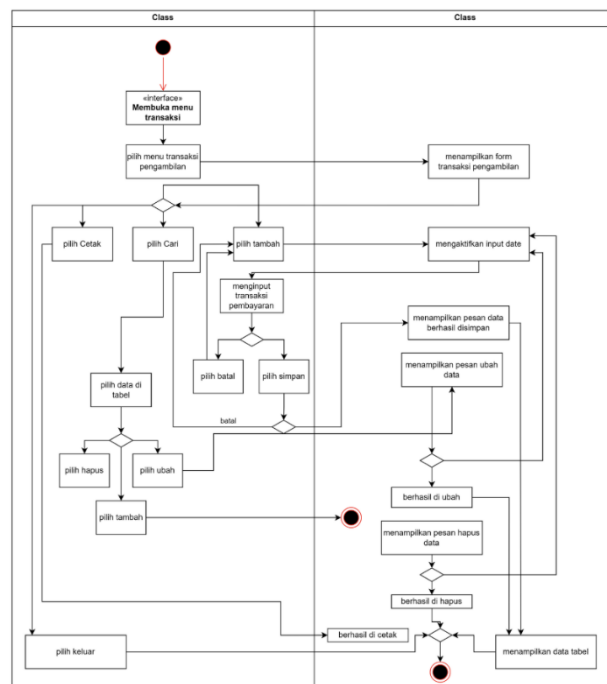 Class
Class
«interface»
Membuka menu
transaksi
pilih menu transaksi
pengambilan
menampilkan form
transaksi pengambilan
pilih Cetak
pilih Cari
pilih tambah
mengaktifkan input date
menginput
transaksi
pembayaran
menampilkan pesan data
berhasil disimpan
pilih batal
pilih simpan
menampilkan pesan ubah
data
pilih data di
tabel
batal
pilih hapus
pilih ubah
berhasil di ubah
pilih tambah
menampilkan pesan hapus
data
berhasil di hapus
berhasil di cetak
pilih keluar
menampilkan data tabel